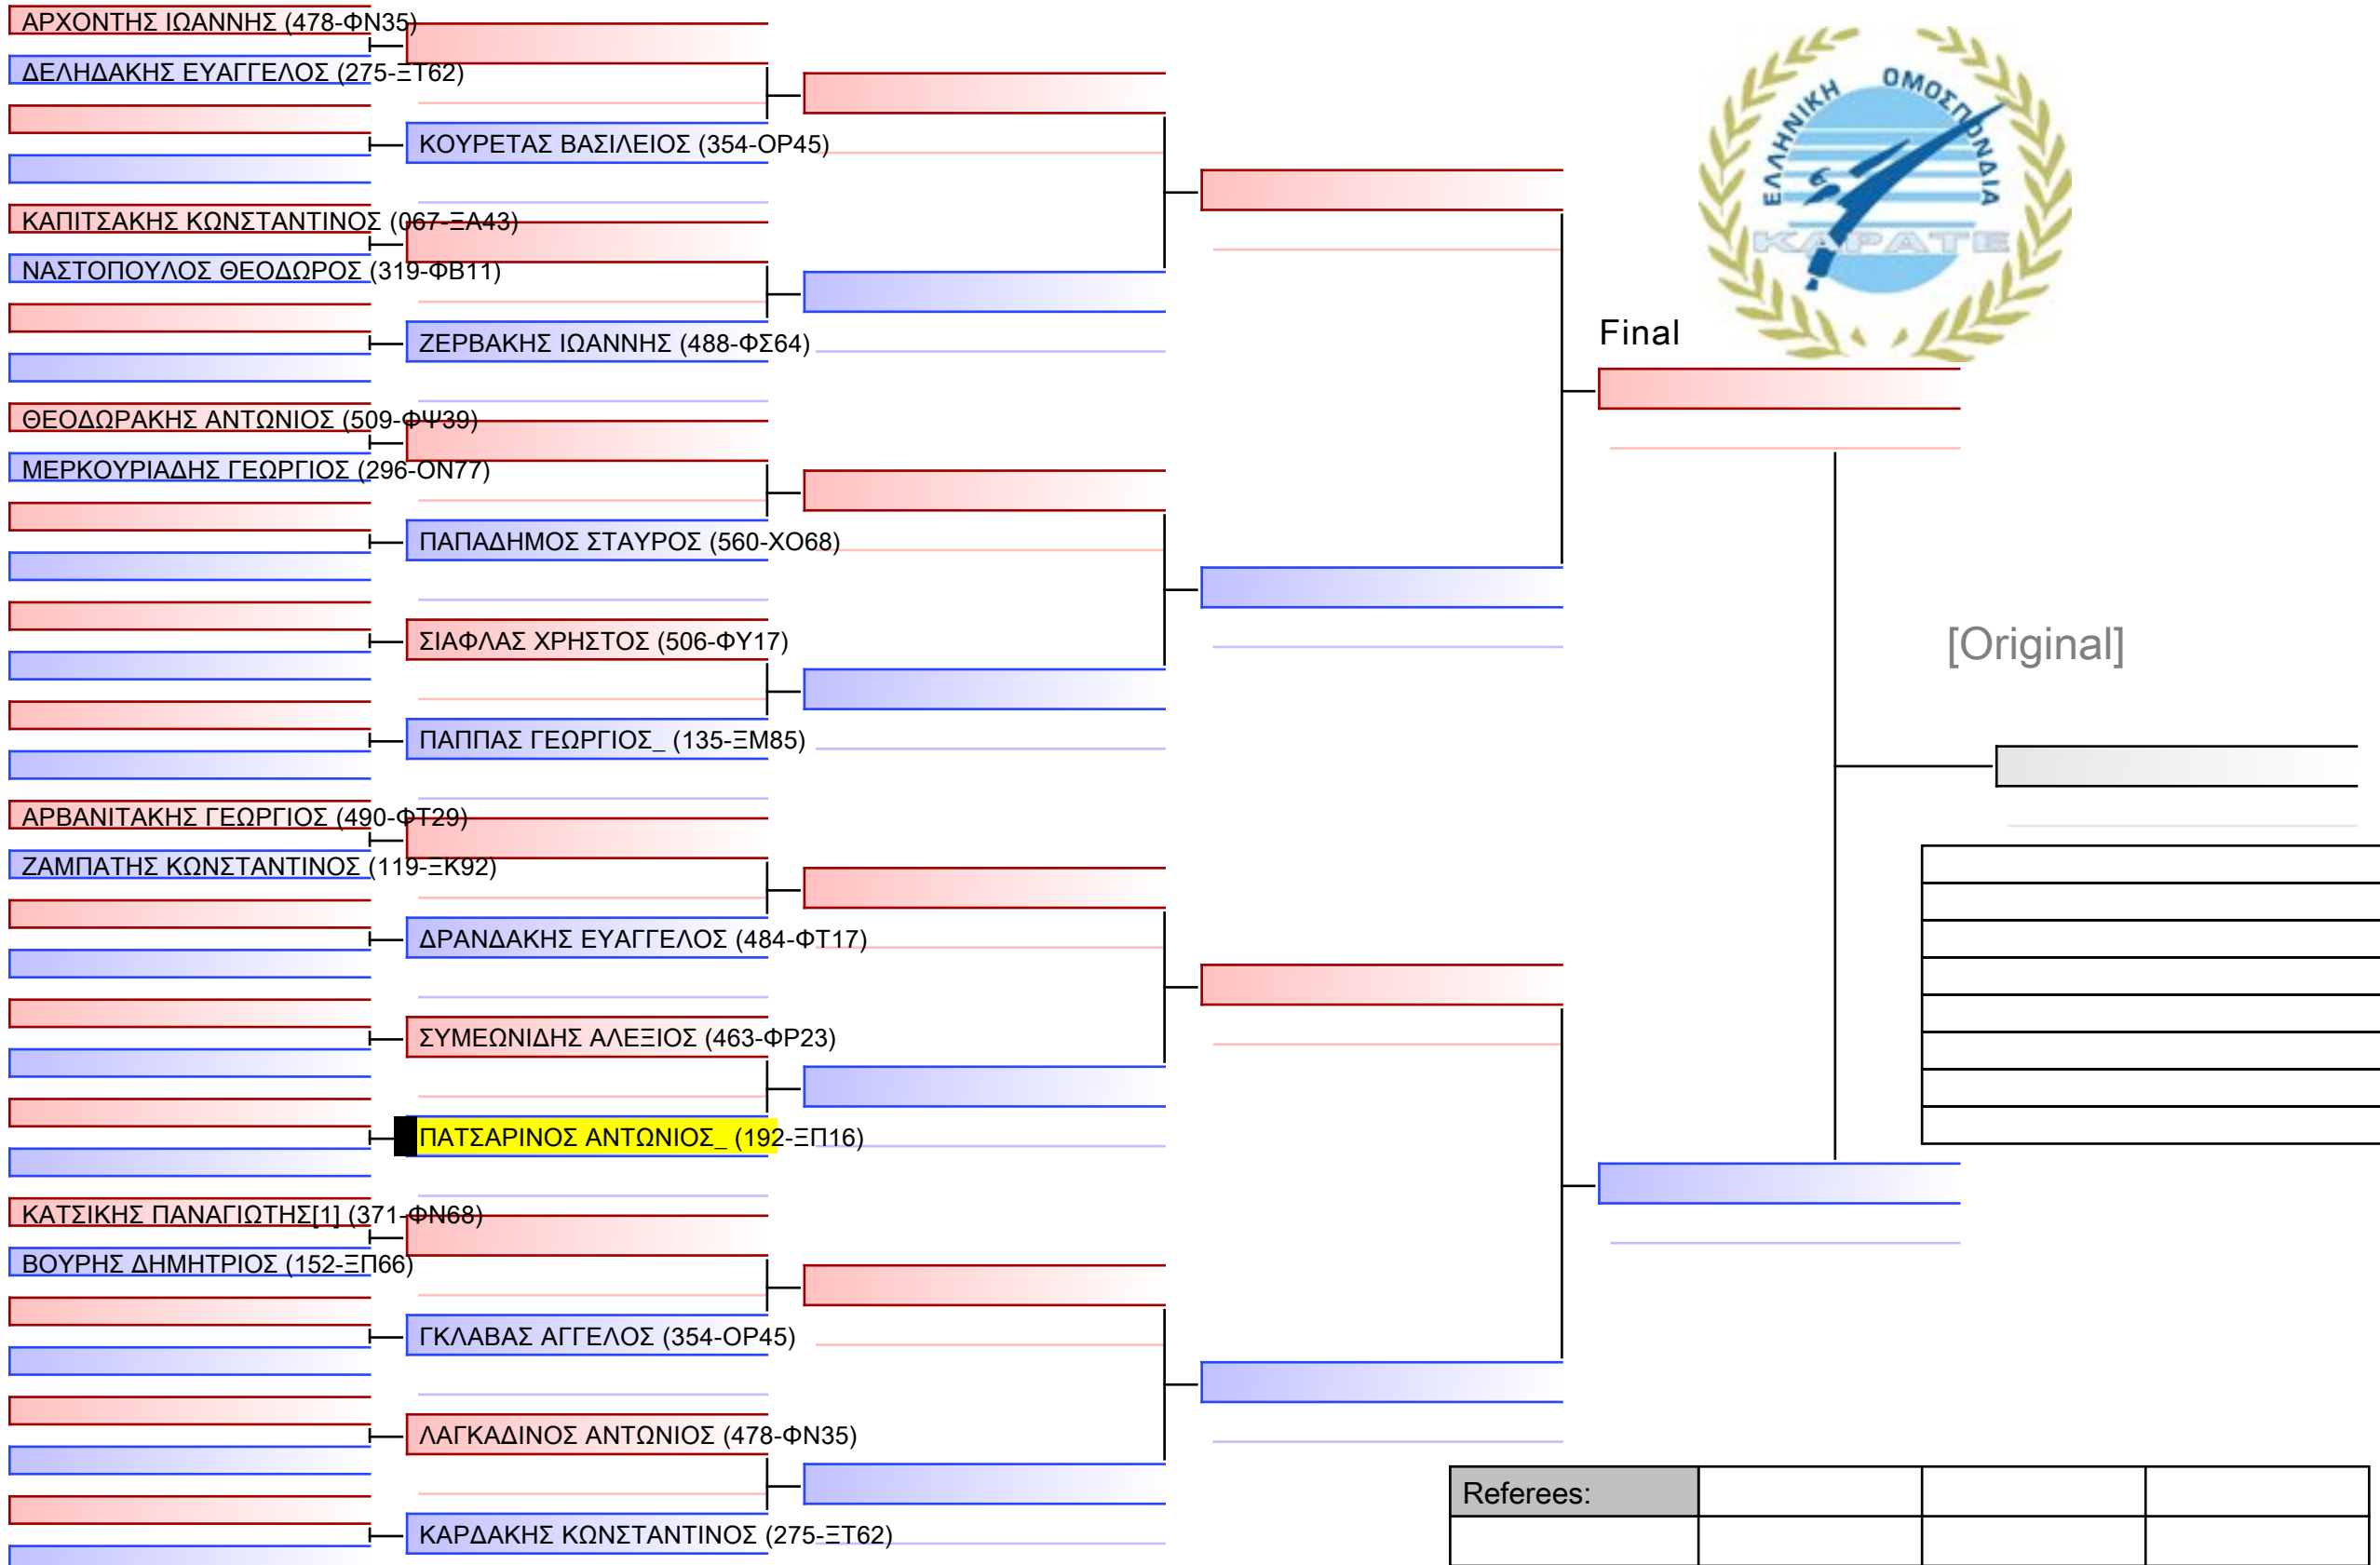 ΑΡΧΟΝΤΗΣ ΙΩΑΝΝΗΣ (478-ΦΝ35)
ΔΕΛΗΔΑΚΗΣ ΕΥΑΓΓΕΛΟΣ (275-ΞΤ62)
ΚΟΥΡΕΤΑΣ ΒΑΣΙΛΕΙΟΣ (354-ΟΡ45)
ΚΑΠΙΤΣΑΚΗΣ ΚΩΝΣΤΑΝΤΙΝΟΣ (067-ΞΑ43)
ΝΑΣΤΟΠΟΥΛΟΣ ΘΕΟΔΩΡΟΣ (319-ΦΒ11)
ΖΕΡΒΑΚΗΣ ΙΩΑΝΝΗΣ (488-ΦΣ64)
ΘΕΟΔΩΡΑΚΗΣ ΑΝΤΩΝΙΟΣ (509-ΦΨ39)
ΜΕΡΚΟΥΡΙΑΔΗΣ ΓΕΩΡΓΙΟΣ (296-ΟΝ77)
ΠΑΠΑΔΗΜΟΣ ΣΤΑΥΡΟΣ (560-ΧΟ68)
ΣΙΑΦΛΑΣ ΧΡΗΣΤΟΣ (506-ΦΥ17)
ΠΑΠΠΑΣ ΓΕΩΡΓΙΟΣ_ (135-ΞΜ85)
ΑΡΒΑΝΙΤΑΚΗΣ ΓΕΩΡΓΙΟΣ (490-ΦΤ29)
ΖΑΜΠΑΤΗΣ ΚΩΝΣΤΑΝΤΙΝΟΣ (119-ΞΚ92)
ΔΡΑΝΔΑΚΗΣ ΕΥΑΓΓΕΛΟΣ (484-ΦΤ17)
ΣΥΜΕΩΝΙΔΗΣ ΑΛΕΞΙΟΣ (463-ΦΡ23)
ΠΑΤΣΑΡΙΝΟΣ ΑΝΤΩΝΙΟΣ_ (192-ΞΠ16)
ΚΑΤΣΙΚΗΣ ΠΑΝΑΓΙΩΤΗΣ[1] (371-ΦΝ68)
ΒΟΥΡΗΣ ΔΗΜΗΤΡΙΟΣ (152-ΞΠ66)
ΓΚΛΑΒΑΣ ΑΓΓΕΛΟΣ (354-ΟΡ45)
ΛΑΓΚΑΔΙΝΟΣ ΑΝΤΩΝΙΟΣ (478-ΦΝ35)
ΚΑΡΔΑΚΗΣ ΚΩΝΣΤΑΝΤΙΝΟΣ (275-ΞΤ62)
ΕΛΛΗΝΙΚΗ ΟΜΟΣΠΟΝΔΙΑ
ΚΑΡΑΤΕ
Final
[Original]
Referees: